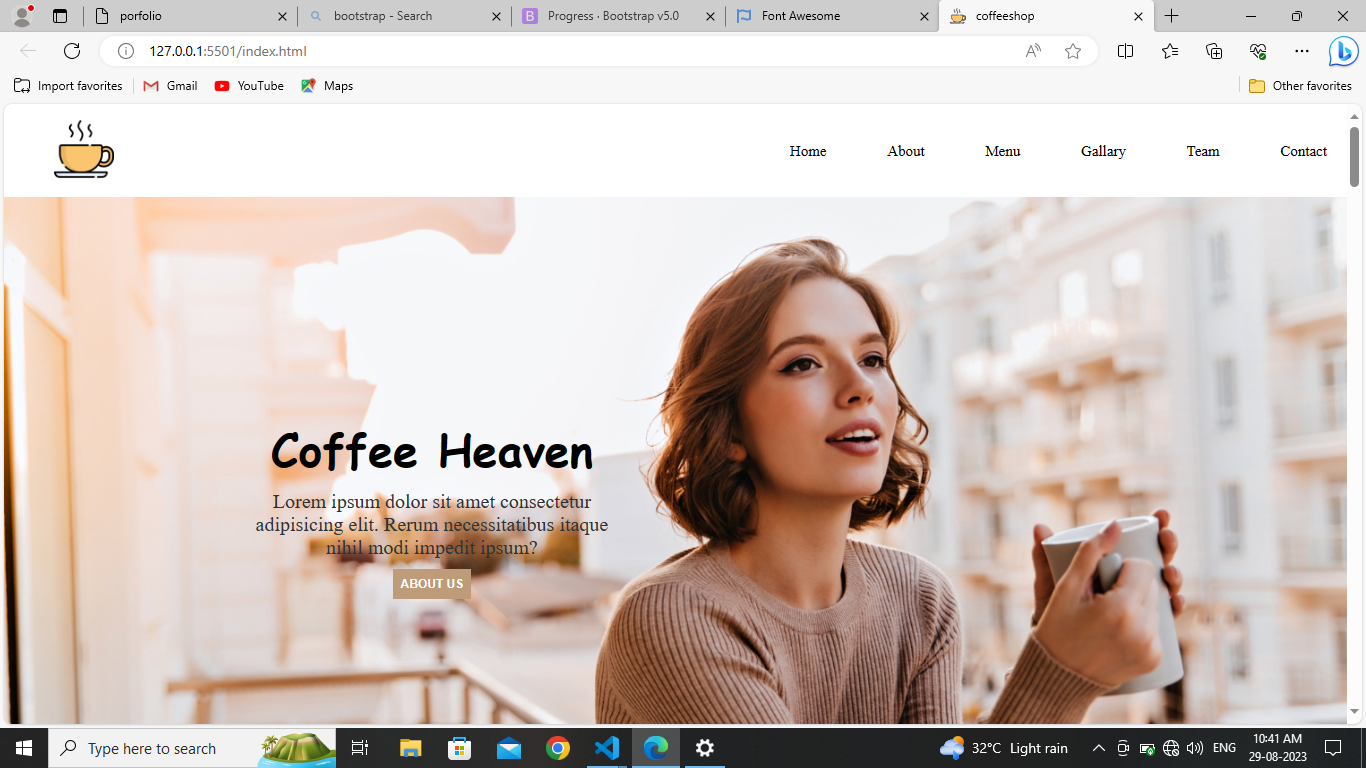 porfolio
bootstrap - Search
Progress · Bootstrap v5.0
Font Awesome
coffeeshop
127.0.0.1:5501/index.html
Import favorites
Gmail
YouTube
Maps
Other favorites
Home About Menu Gallary Team Contact
Coffee Heaven
Lorem ipsum dolor sit amet consectetur
adipisicing elit. Rerum necessitatibus itaque
nihil modi impedit ipsum?
ABOUT US
Type here to search
32°C Light rain
ENG
10:41 AM
29-08-2023